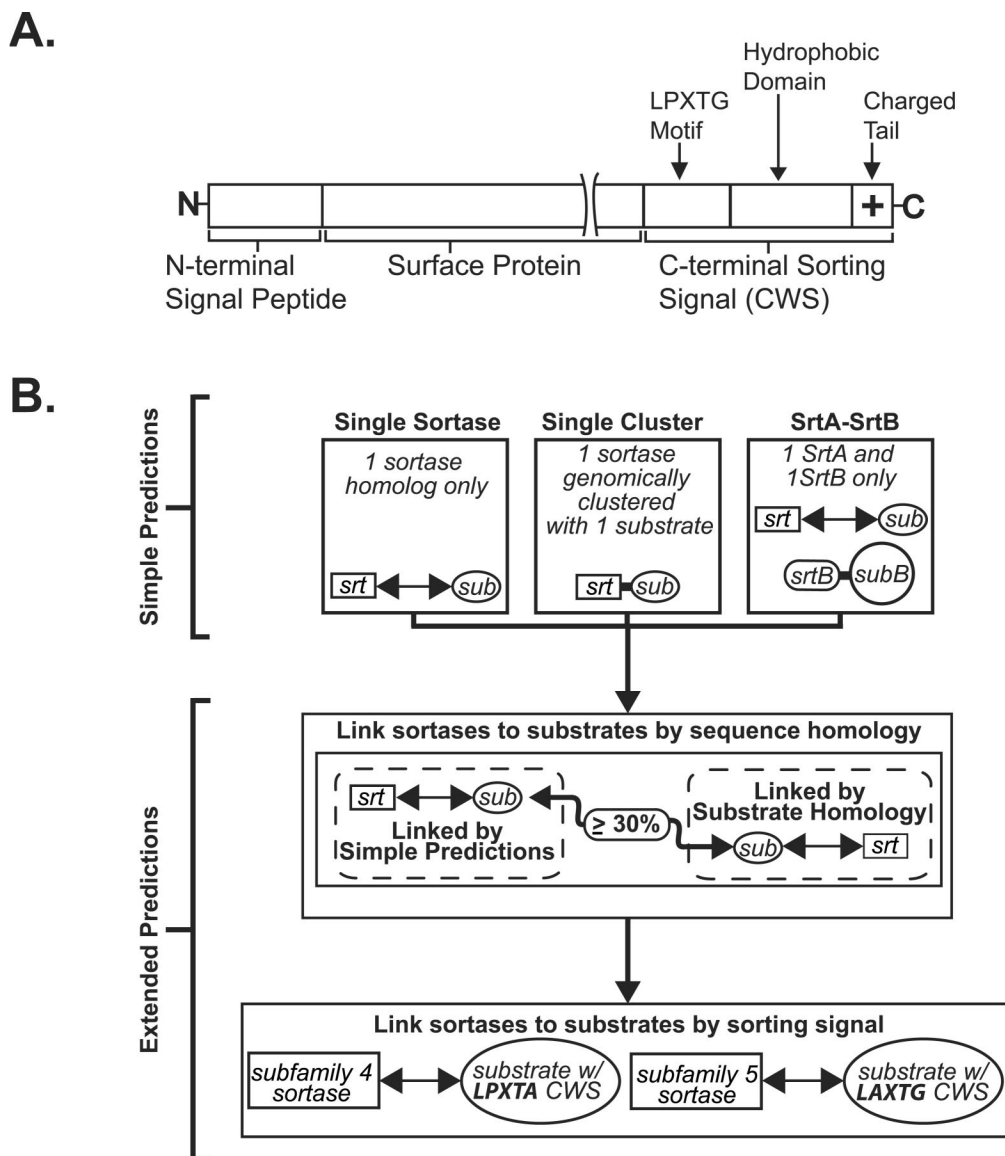 A.
Hydrophobic
Domain
LPXTG
Motif
Charged
Tail
N
+
C
N-terminal
Signal Peptide
Surface Protein
C-terminal Sorting
Signal (CWS)
B.
Simple Predictions
Single Sortase
1 sortase
homolog only
srt
sub
Single Cluster
1 sortase
genomically
clustered
with 1 substrate
srt
sub
SrtA-SrtB
1 SrtA and
1SrtB only
srt
sub
srtB
subB
Extended Predictions
Link sortases to substrates by sequence homology
srt
sub
Linked by
Simple Predictions
≥ 30%
Linked by
Substrate Homology
sub
srt
Link sortases to substrates by sorting signal
subfamily 4
sortase
substrate w/
LPXTA CWS
subfamily 5
sortase
substrate w/
LAXTG CWS